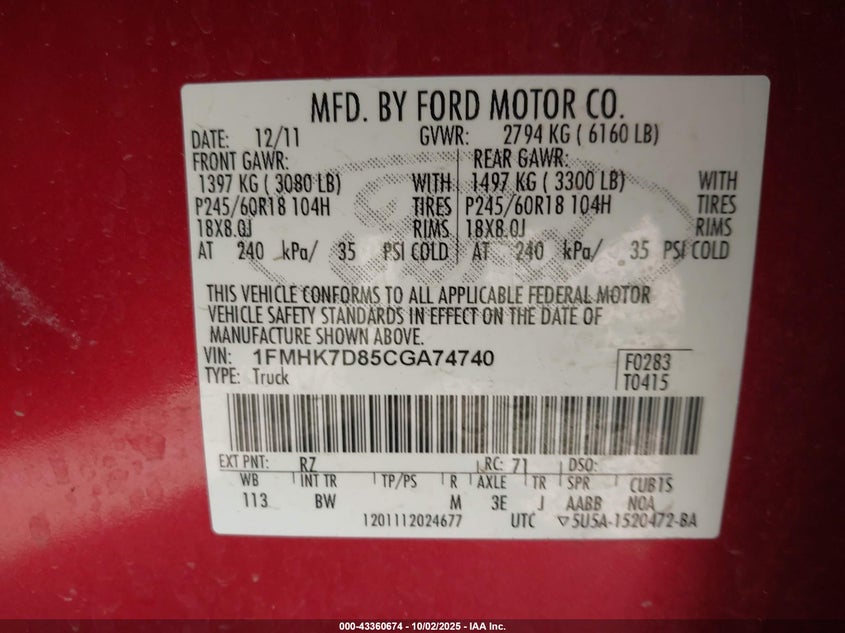 MFD. BY FORD MOTOR CO.
DATE: 12/11 GVWR: 2794 KG ( 6160 LB)
FRONT GAWR: REAR GAWR:
1397 KG ( 3080 LB) WITH 1497 KG ( 3300 LB) WITH
P245/60R18 104H TIRES P245/60R18 104H TIRES
18X8.0J RIMS 18X8.0J RIMS
AT 240 kPa/ 35 PSI COLD AT 240 kPa/ 35 PSI COLD
Ford
THIS VEHICLE CONFORMS TO ALL APPLICABLE FEDERAL MOTOR
VEHICLE SAFETY STANDARDS IN EFFECT ON THE DATE OF
MANUFACTURE SHOWN ABOVE.
VIN: 1FMHK7D85CGA74740 F0283
TYPE: Truck T0415
EXT PNT: RZ RC: 71 DSO:
WB INT TR TP/PS R AXLE TR SPR CUB1S
113 BW M 3E J AABB NOA
1201112024677 UTC ▽5U5A-1520472-BA
000-43360674 | 10/02/2025 - IAA Inc.